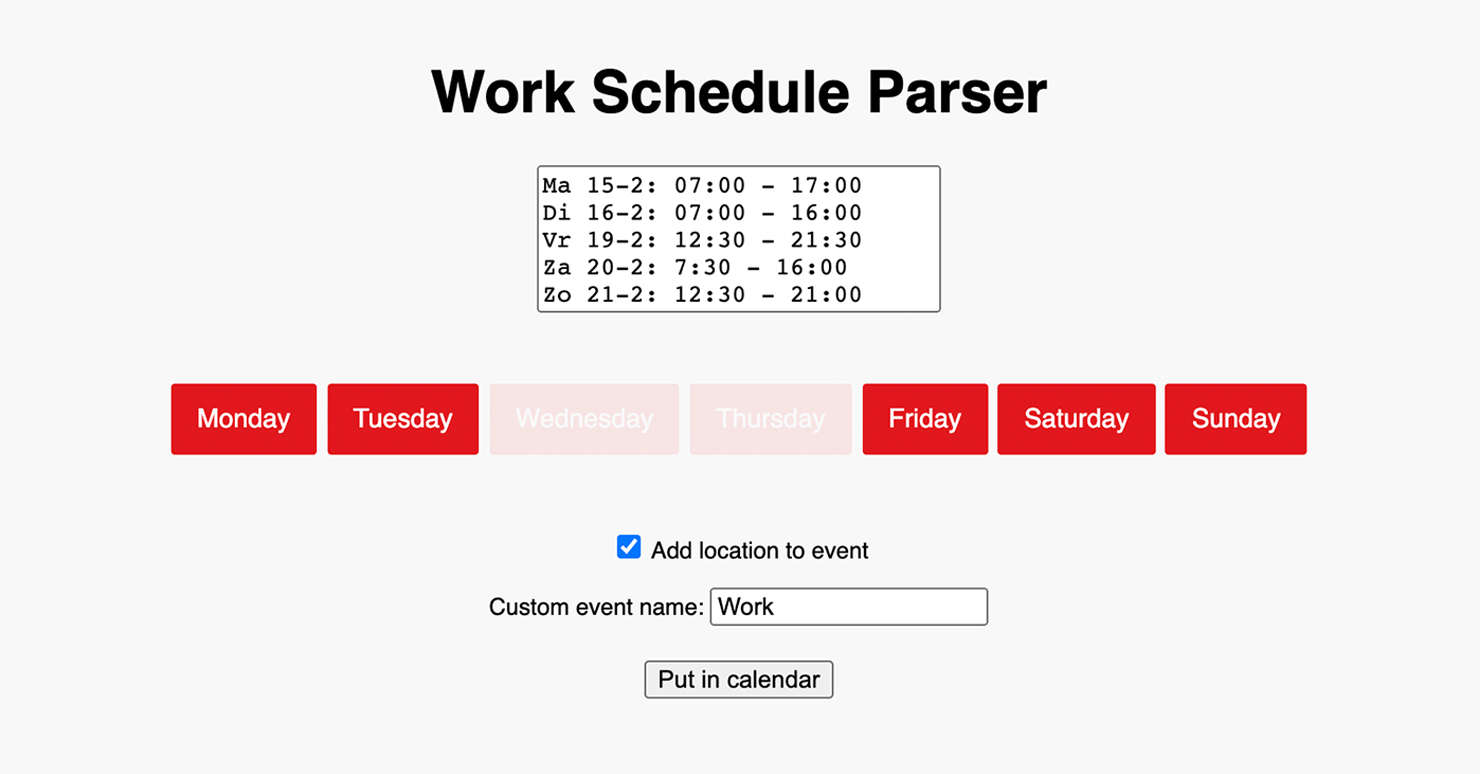 Work Schedule Parser
Ma 15-2: 07:00 - 17:00
Di 16-2: 07:00 - 16:00
Vr 19-2: 12:30 - 21:30
Za 20-2: 7:30 - 16:00
Zo 21-2: 12:30 - 21:00
Monday Tuesday Wednesday Thursday Friday Saturday Sunday
Add location to event
Custom event name: Work
Put in calendar